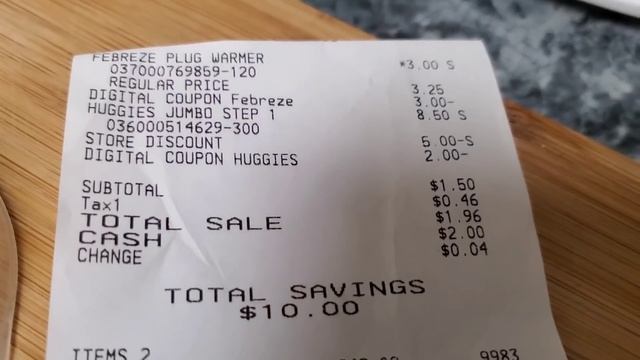 FEBREZE PLUG WARMER *3.00 S
037000769859-120
REGULAR PRICE 3.25
DIGITAL COUPON Febreze 3.00-
HUGGIES JUMBO STEP 1 8.50 S
036000514629-300
STORE DISCOUNT 5.00-S
DIGITAL COUPON HUGGIES 2.00-
SUBTOTAL $1.50
Tax1 $0.46
TOTAL SALE $1.96
CASH $2.00
CHANGE $0.04
TOTAL SAVINGS
$10.00
ITEMS 2 9983